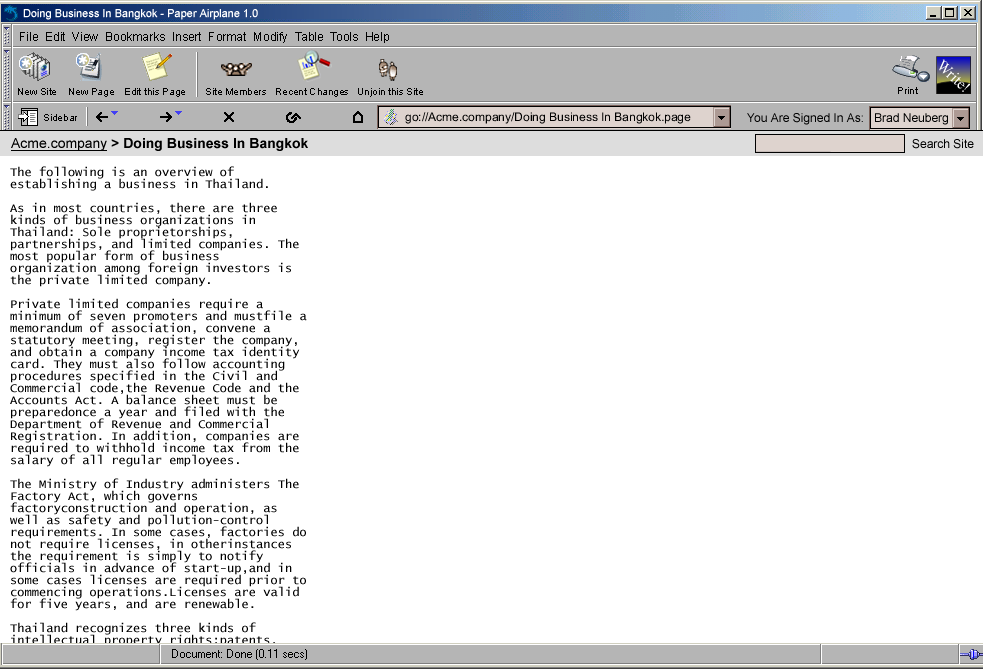 Doing Business In Bangkok - Paper Airplane 1.0
File Edit View Bookmarks Insert Format Modify Table Tools Help
New Site New Page Edit this Page Site Members Recent Changes Unjoin this Site Print Write!
Sidebar go://Acme.company/Doing Business In Bangkok.page You Are Signed In As: Brad Neuberg
Acme.company > Doing Business In Bangkok Search Site
The following is an overview of
establishing a business in Thailand.
As in most countries, there are three
kinds of business organizations in
Thailand: Sole proprietorships,
partnerships, and limited companies. The
most popular form of business
organization among foreign investors is
the private limited company.
Private limited companies require a
minimum of seven promoters and mustfile a
memorandum of association, convene a
statutory meeting, register the company,
and obtain a company income tax identity
card. They must also follow accounting
procedures specified in the Civil and
Commercial code,the Revenue Code and the
Accounts Act. A balance sheet must be
preparedonce a year and filed with the
Department of Revenue and Commercial
Registration. In addition, companies are
required to withhold income tax from the
salary of all regular employees.
The Ministry of Industry administers The
Factory Act, which governs
factoryconstruction and operation, as
well as safety and pollution-control
requirements. In some cases, factories do
not require licenses, in otherinstances
the requirement is simply to notify
officials in advance of start-up,and in
some cases licenses are required prior to
commencing operations.Licenses are valid
for five years, and are renewable.
Thailand recognizes three kinds of
intellectual property rights:patents,
Document: Done (0.11 secs)